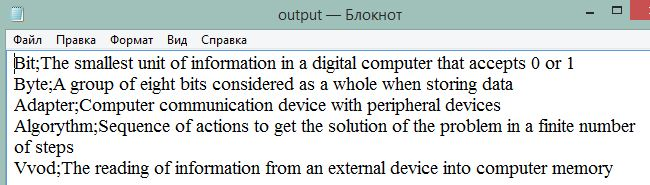 output — Блокнот
Файл Правка Формат Вид Справка
Bit;The smallest unit of information in a digital computer that accepts 0 or 1
Byte;A group of eight bits considered as a whole when storing data
Adapter;Computer communication device with peripheral devices
Algorythm;Sequence of actions to get the solution of the problem in a finite number
of steps
Vvod;The reading of information from an external device into computer memory